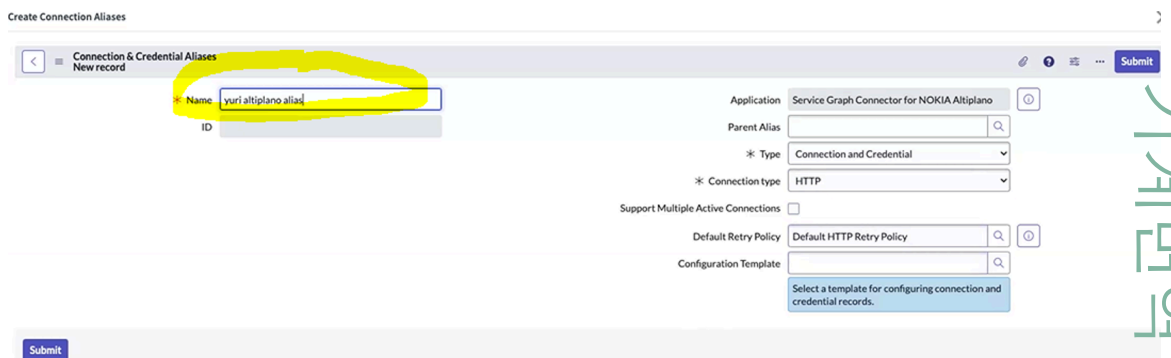 Create Connection Aliases
Connection & Credential Aliases
New record
Submit
Name yuri altiplano alias
ID
Application Service Graph Connector for NOKIA Altiplano
Parent Alias
Type Connection and Credential
Connection type HTTP
Support Multiple Active Connections
Default Retry Policy Default HTTP Retry Policy
Configuration Template
Select a template for configuring connection and
credential records.
Submit